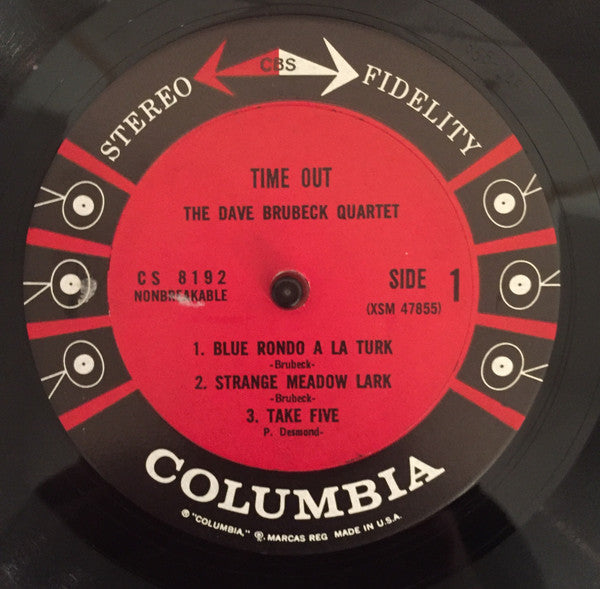 STEREO CBS FIDELITY
TIME OUT
THE DAVE BRUBECK QUARTET
CS 8192
NONBREAKABLE
SIDE 1
(XSM 47855)
1. BLUE RONDO A LA TURK
-Brubeck-
2. STRANGE MEADOW LARK
-Brubeck-
3. TAKE FIVE
P. Desmond-
COLUMBIA
® "COLUMBIA," ℗. MARCAS REG MADE IN U.S.A.